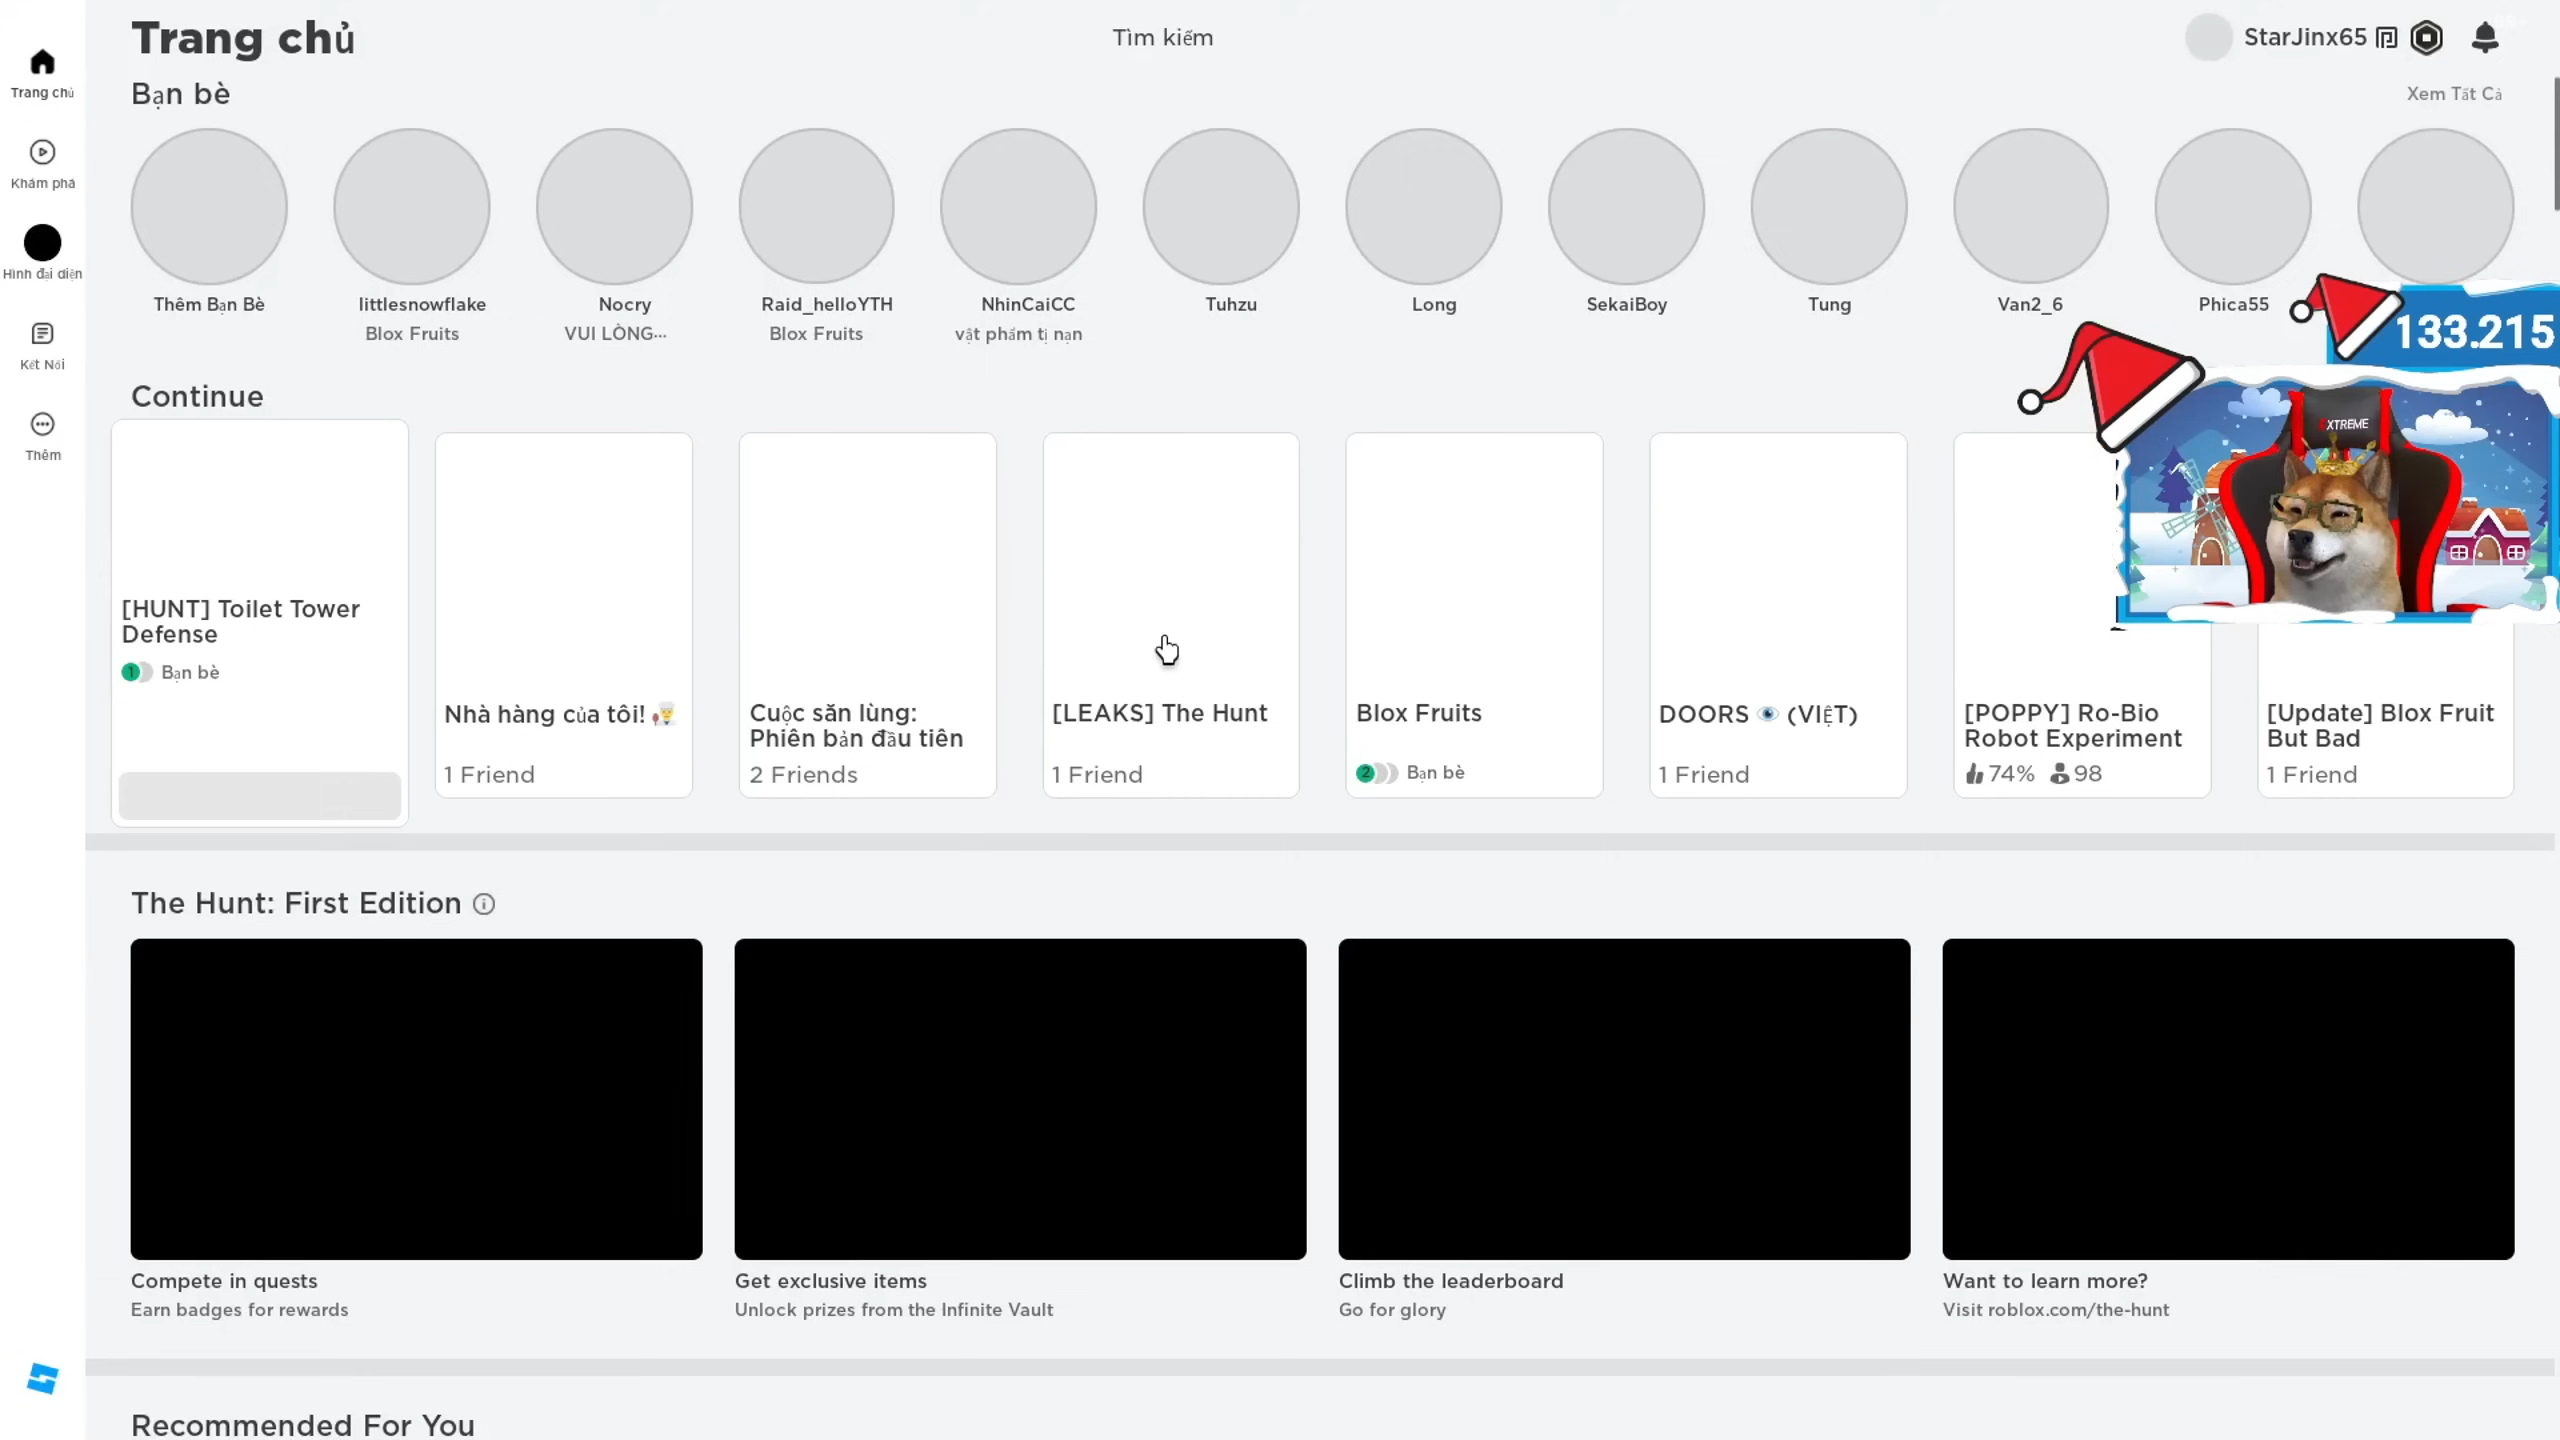 Trang chủ
Tìm kiếm
StarJinx65
Trang chủ
Khám phá
Hình đại diện
Kết Nối
Thêm
Bạn bè
Xem Tất Cả
Thêm Bạn Bè
littlesnowflake
Blox Fruits
Nocry
VUI LÒNG...
Raid_helloYTH
Blox Fruits
NhinCaiCC
vật phẩm tị nạn
Tuhzu
Long
SekaiBoy
Tung
Van2_6
Phica55
133.215
EXTREME
Continue
[HUNT] Toilet Tower
Defense
1 Bạn bè
Nhà hàng của tôi!
1 Friend
Cuộc săn lùng:
Phiên bản đầu tiên
2 Friends
[LEAKS] The Hunt
1 Friend
Blox Fruits
2 Bạn bè
DOORS 👁 (VIỆT)
1 Friend
[POPPY] Ro-Bio
Robot Experiment
74% 98
[Update] Blox Fruit
But Bad
1 Friend
The Hunt: First Edition
Compete in quests
Earn badges for rewards
Get exclusive items
Unlock prizes from the Infinite Vault
Climb the leaderboard
Go for glory
Want to learn more?
Visit roblox.com/the-hunt
Recommended For You